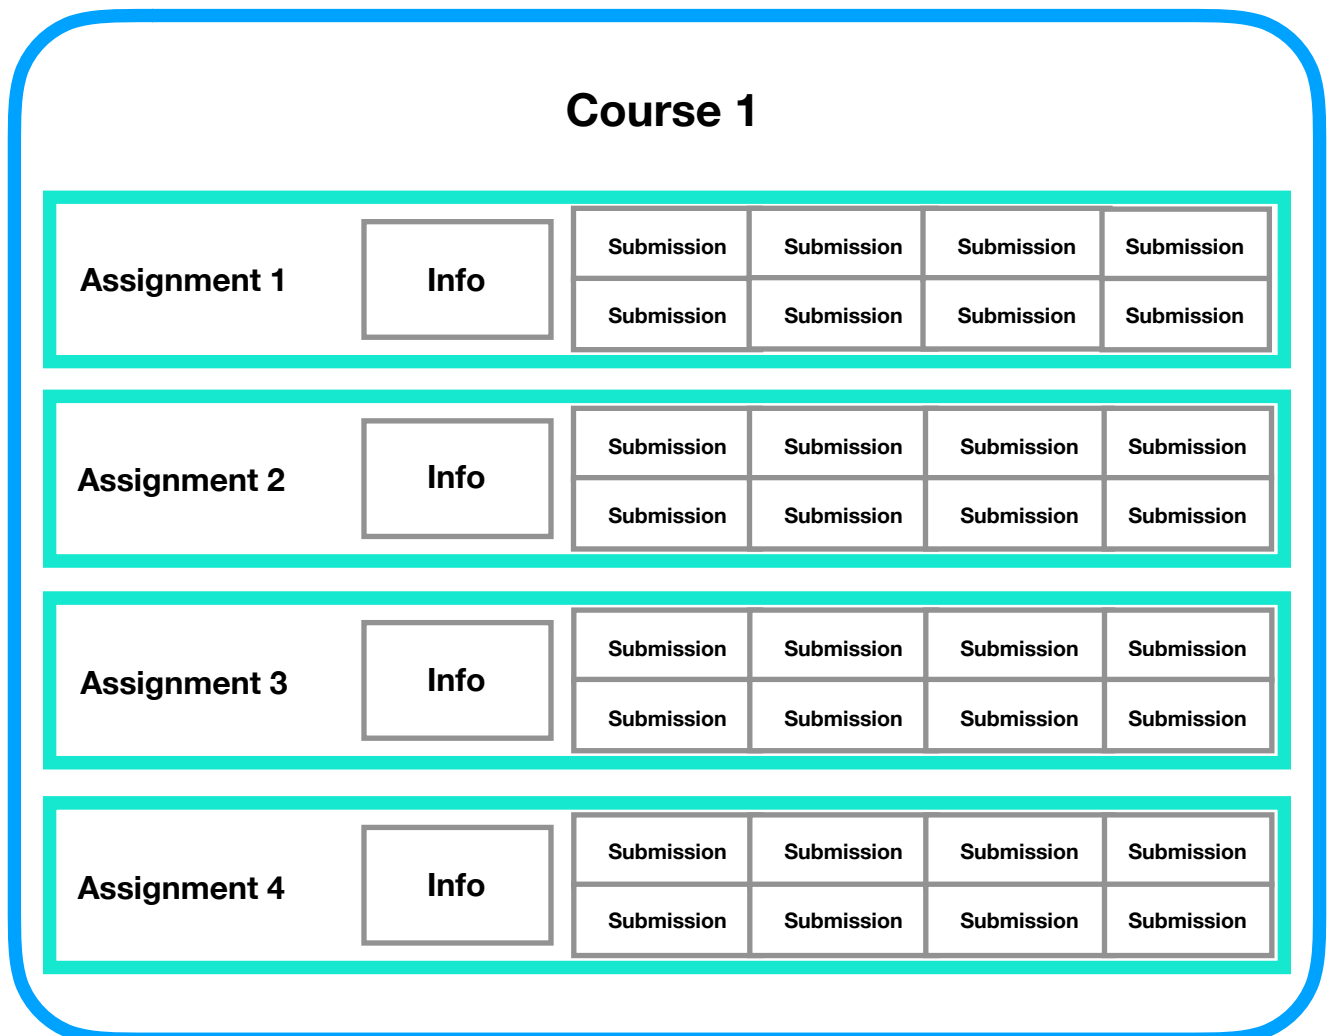 Course 1
Assignment 1 Info Submission Submission Submission Submission
Submission Submission Submission Submission
Assignment 2 Info Submission Submission Submission Submission
Submission Submission Submission Submission
Assignment 3 Info Submission Submission Submission Submission
Submission Submission Submission Submission
Assignment 4 Info Submission Submission Submission Submission
Submission Submission Submission Submission